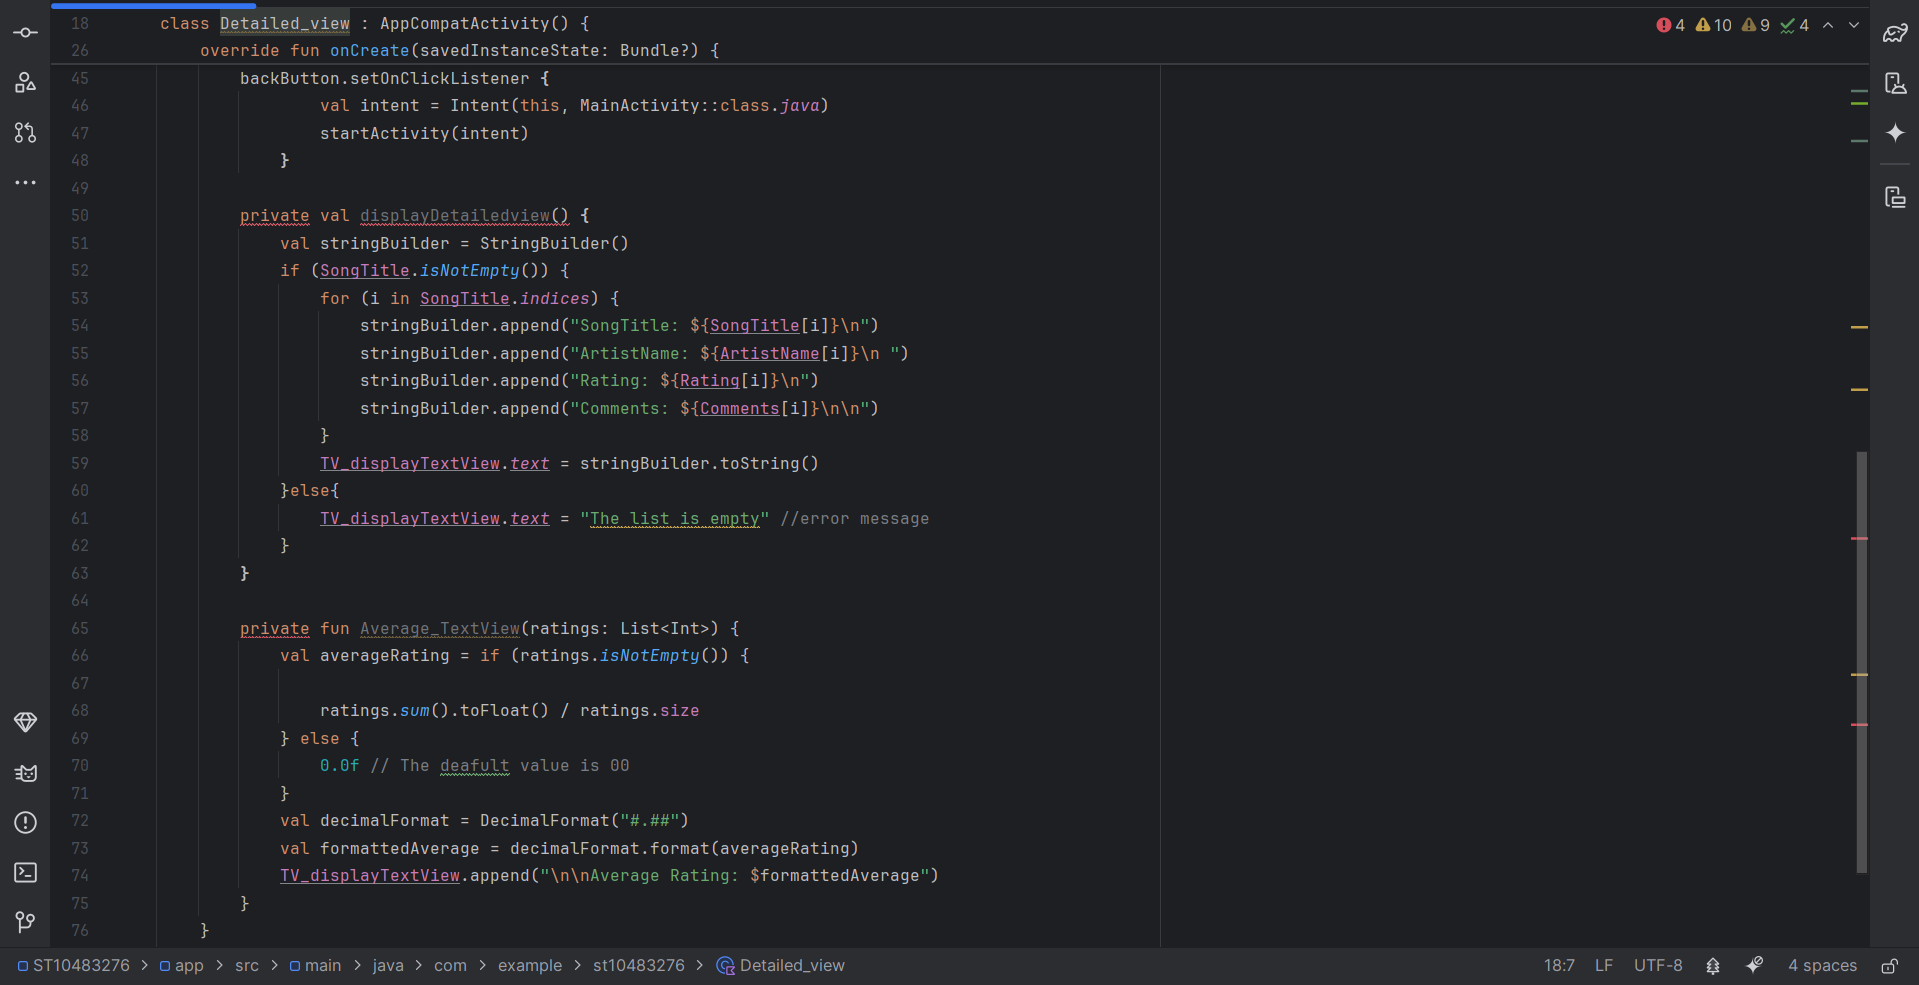 18 class Detailed_view : AppCompatActivity() {
4 10 9 4
26 override fun onCreate(savedInstanceState: Bundle?) {
45 backButton.setOnClickListener {
46 val intent = Intent(this, MainActivity::class.java)
47 startActivity(intent)
48 }
49
50 private val displayDetailedview() {
51 val stringBuilder = StringBuilder()
52 if (SongTitle.isNotEmpty()) {
53 for (i in SongTitle.indices) {
54 stringBuilder.append("SongTitle: ${SongTitle[i]}\n")
55 stringBuilder.append("ArtistName: ${ArtistName[i]}\n ")
56 stringBuilder.append("Rating: ${Rating[i]}\n")
57 stringBuilder.append("Comments: ${Comments[i]}\n\n")
58 }
59 TV_displayTextView.text = stringBuilder.toString()
60 }else{
61 TV_displayTextView.text = "The list is empty" //error message
62 }
63 }
64
65 private fun Average_TextView(ratings: List<Int>) {
66 val averageRating = if (ratings.isNotEmpty()) {
67
68 ratings.sum().toFloat() / ratings.size
69 } else {
70 0.0f // The deafult value is 00
71 }
72 val decimalFormat = DecimalFormat("#.##")
73 val formattedAverage = decimalFormat.format(averageRating)
74 TV_displayTextView.append("\n\nAverage Rating: $formattedAverage")
75 }
76 }
ST10483276 > app > src > main > java > com > example > st10483276 > Detailed_view
18:7 LF UTF-8 4 spaces